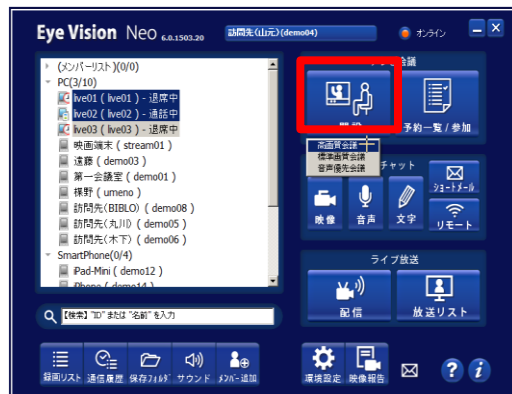 Eye Vision Neo 6.0.1503.20
訪問先(山元)(demo04)
オンライン
(メンバーリスト)(0/0)
PC(3/10)
live01 ( live01 ) - 退席中
live02 ( live02 ) - 通話中
live03 ( live03 ) - 退席中
映画端末 ( stream01 )
遠藤 ( demo03 )
第一会議室 ( demo01 )
楳野 ( umeno )
訪問先(BIBLO) ( demo08 )
訪問先(丸川) ( demo05 )
訪問先(木下) ( demo06 )
SmartPhone(0/4)
iPad-Mini ( demo12 )
iPhone ( demo14 )
【検索】"ID" または "名前" を入力
会議
予約一覧 / 参加
高画質会議
標準画質会議
音声優先会議
チャット
映像
音声
文字
ショートメール
リモート
ライブ放送
配信
放送リスト
録画リスト
通信履歴
保存フォルダ
サウンド
メンバー追加
環境設定
映像報告